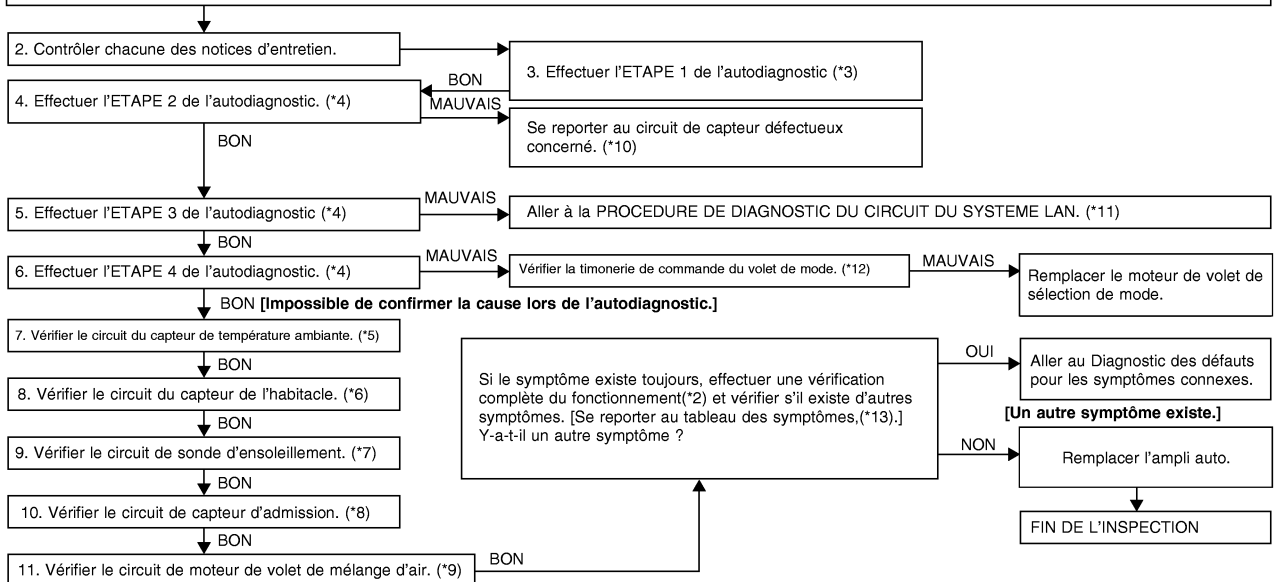 2. Contrôler chacune des notices d'entretien.
3. Effectuer l'ETAPE 1 de l'autodiagnostic (*3)
BON
4. Effectuer l'ETAPE 2 de l'autodiagnostic. (*4)
MAUVAIS
Se reporter au circuit de capteur défectueux
concerné. (*10)
BON
5. Effectuer l'ETAPE 3 de l'autodiagnostic (*4)
MAUVAIS
Aller à la PROCEDURE DE DIAGNOSTIC DU CIRCUIT DU SYSTEME LAN. (*11)
BON
6. Effectuer l'ETAPE 4 de l'autodiagnostic. (*4)
MAUVAIS
Vérifier la timonerie de commande du volet de mode. (*12)
MAUVAIS
Remplacer le moteur de volet de
sélection de mode.
BON [Impossible de confirmer la cause lors de l'autodiagnostic.]
7. Vérifier le circuit du capteur de température ambiante. (*5)
BON
8. Vérifier le circuit du capteur de l'habitacle. (*6)
BON
9. Vérifier le circuit de sonde d'ensoleillement. (*7)
BON
10. Vérifier le circuit de capteur d'admission. (*8)
BON
11. Vérifier le circuit de moteur de volet de mélange d'air. (*9)
BON
Si le symptôme existe toujours, effectuer une vérification
complète du fonctionnement(*2) et vérifier s'il existe d'autres
symptômes. [Se reporter au tableau des symptômes,(*13).]
Y-a-t-il un autre symptôme ?
OUI
Aller au Diagnostic des défauts
pour les symptômes connexes.
[Un autre symptôme existe.]
NON
Remplacer l'ampli auto.
FIN DE L'INSPECTION